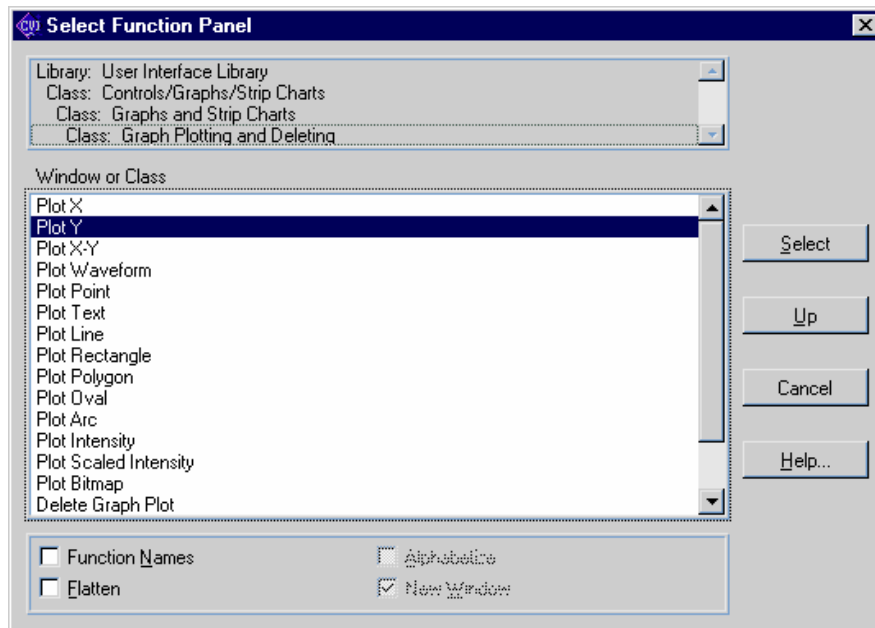 CVI Select Function Panel
Library: User Interface Library
Class: Controls/Graphs/Strip Charts
Class: Graphs and Strip Charts
Class: Graph Plotting and Deleting
Window or Class
Plot X
Plot Y
Plot X-Y
Plot Waveform
Plot Point
Plot Text
Plot Line
Plot Rectangle
Plot Polygon
Plot Oval
Plot Arc
Plot Intensity
Plot Scaled Intensity
Plot Bitmap
Delete Graph Plot
Select
Up
Cancel
Help...
Function Names
Alphabetize
Flatten
New Window